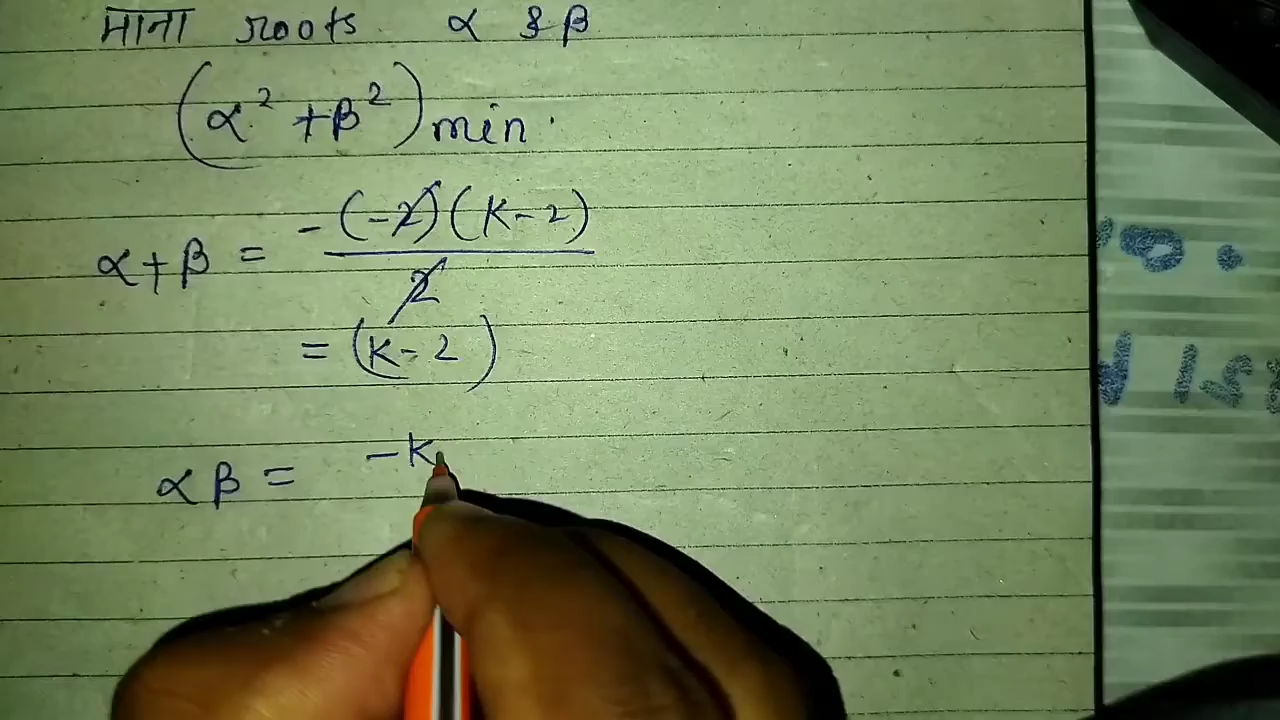 माना roots α & β
(α² + β²) min.
α + β = -(-2)(K-2) / 2
= (K-2)
αβ = -K